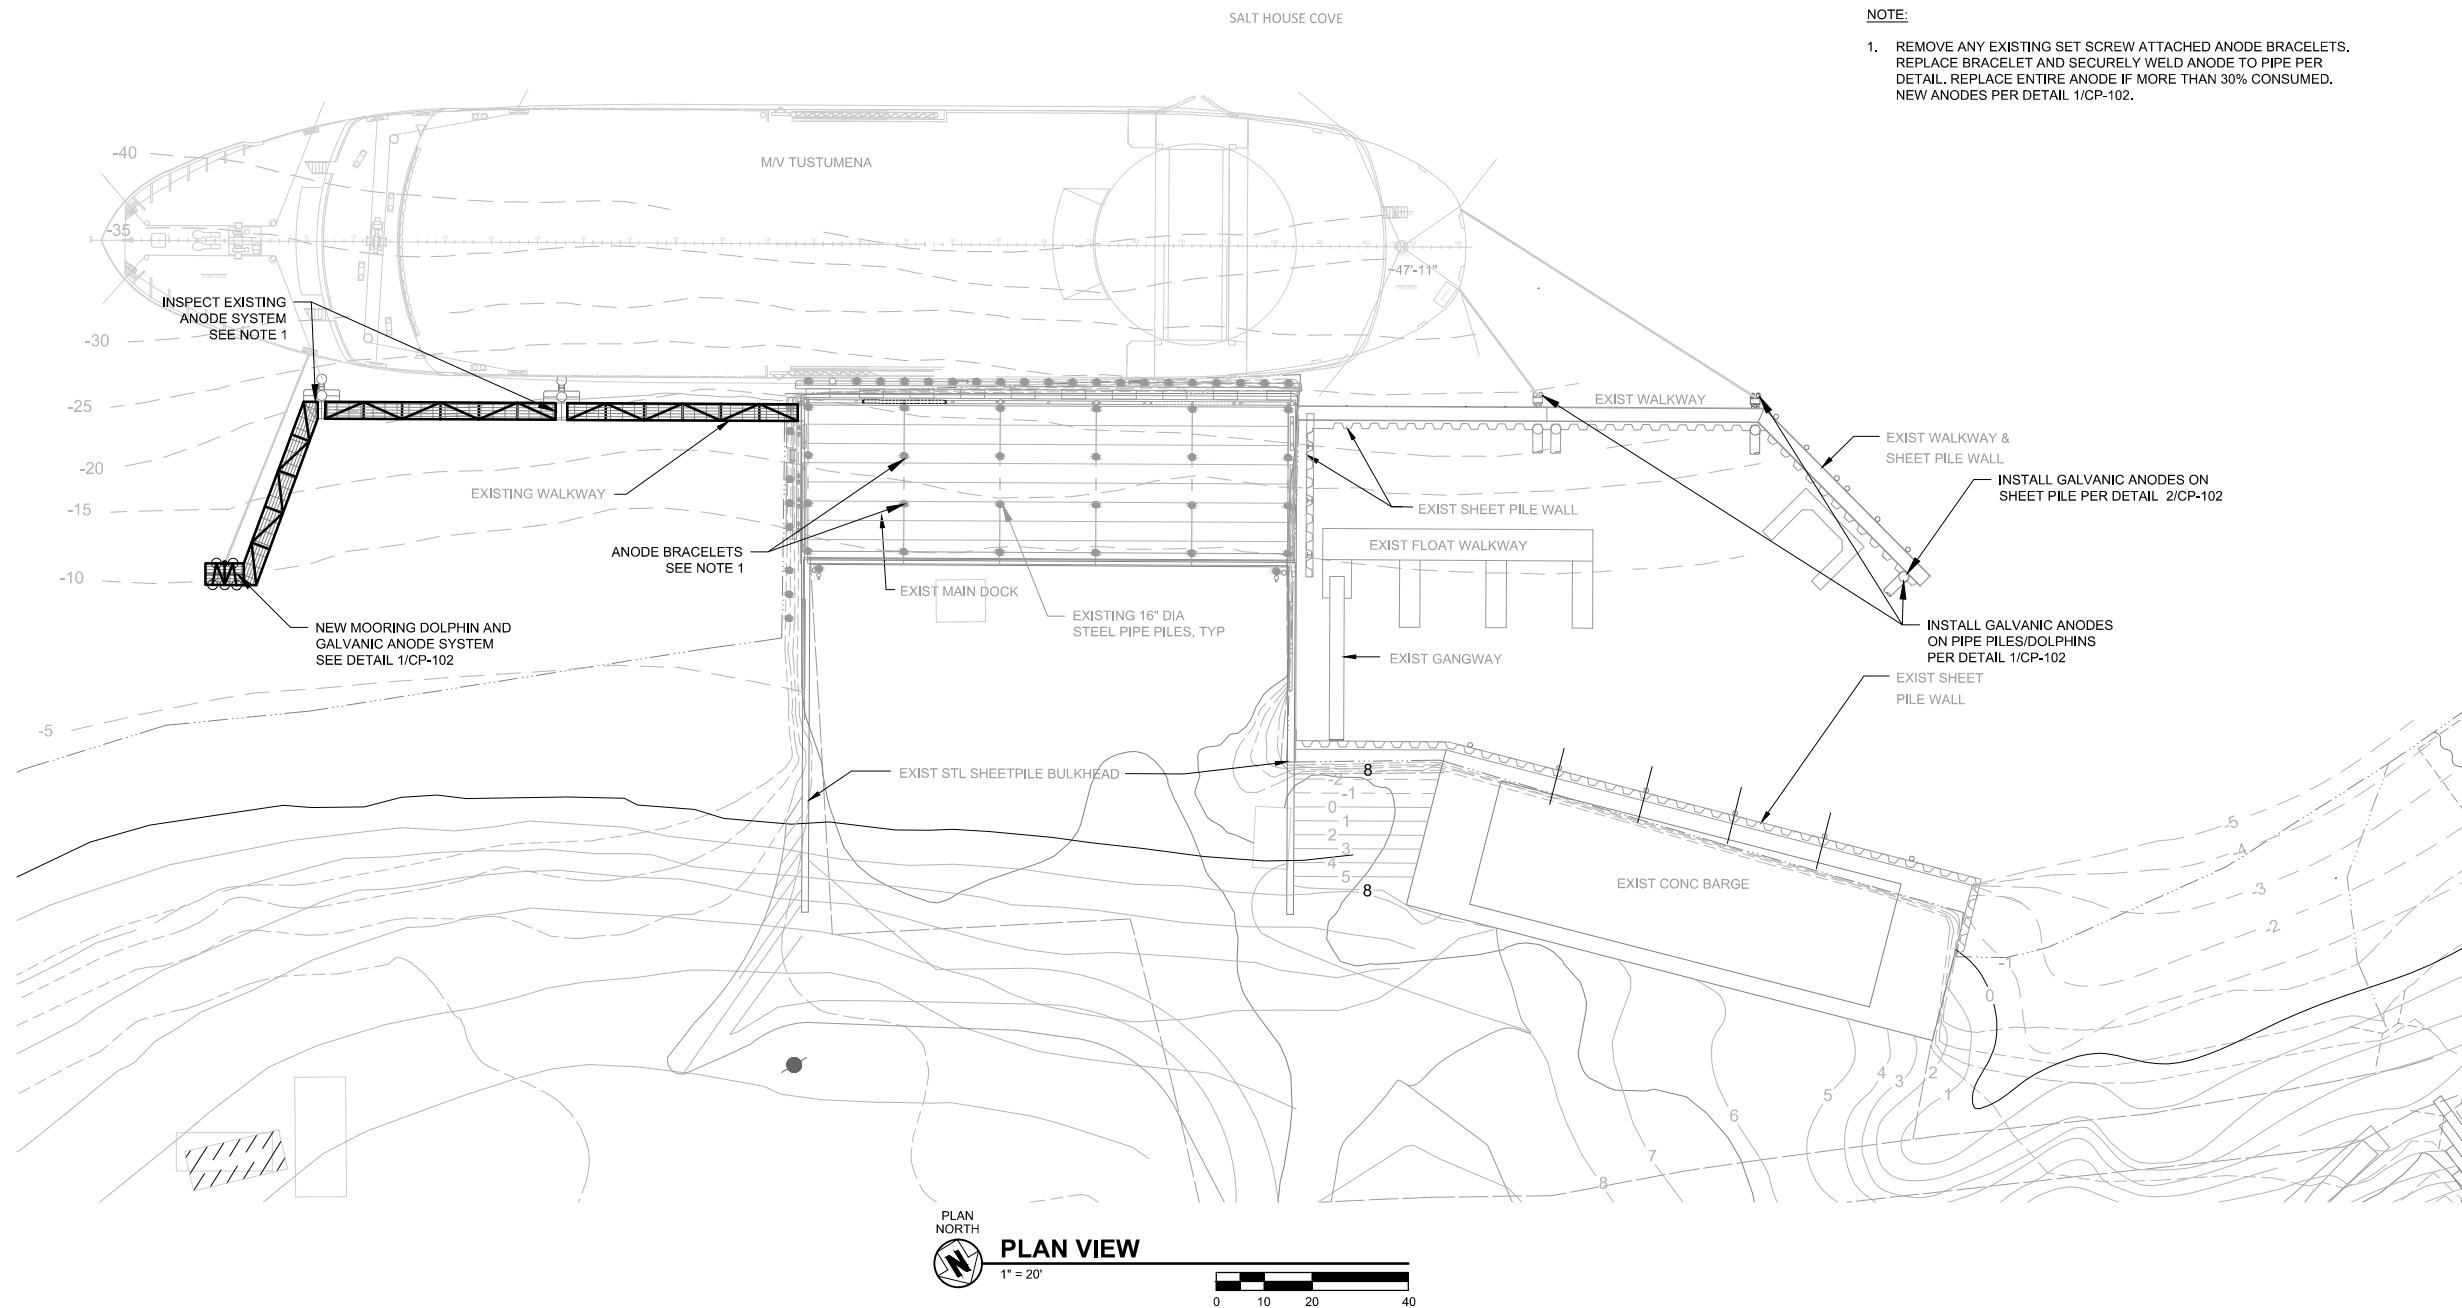 SALT HOUSE COVE
NOTE:
1. REMOVE ANY EXISTING SET SCREW ATTACHED ANODE BRACELETS.
REPLACE BRACELET AND SECURELY WELD ANODE TO PIPE PER
DETAIL. REPLACE ENTIRE ANODE IF MORE THAN 30% CONSUMED.
NEW ANODES PER DETAIL 1/CP-102.
-40
M/V TUSTUMENA
-35
~47'-11"
INSPECT EXISTING
ANODE SYSTEM
SEE NOTE 1
-30
-25
-20
-15
-10
-5
EXIST WALKWAY
EXIST WALKWAY &
SHEET PILE WALL
INSTALL GALVANIC ANODES ON
SHEET PILE PER DETAIL 2/CP-102
EXISTING WALKWAY
EXIST SHEET PILE WALL
ANODE BRACELETS
SEE NOTE 1
EXIST FLOAT WALKWAY
EXIST MAIN DOCK
EXISTING 16" DIA
STEEL PIPE PILES, TYP
NEW MOORING DOLPHIN AND
GALVANIC ANODE SYSTEM
SEE DETAIL 1/CP-102
INSTALL GALVANIC ANODES
ON PIPE PILES/DOLPHINS
PER DETAIL 1/CP-102
EXIST GANGWAY
EXIST SHEET
PILE WALL
EXIST STL SHEETPILE BULKHEAD
8
-2
-1
0
1
2
3
4
5
8
EXIST CONC BARGE
-5
-4
-3
-2
-1
0
5
4
3
2
1
6
7
8
PLAN
NORTH
N
PLAN VIEW
1" = 20'
0 10 20 40